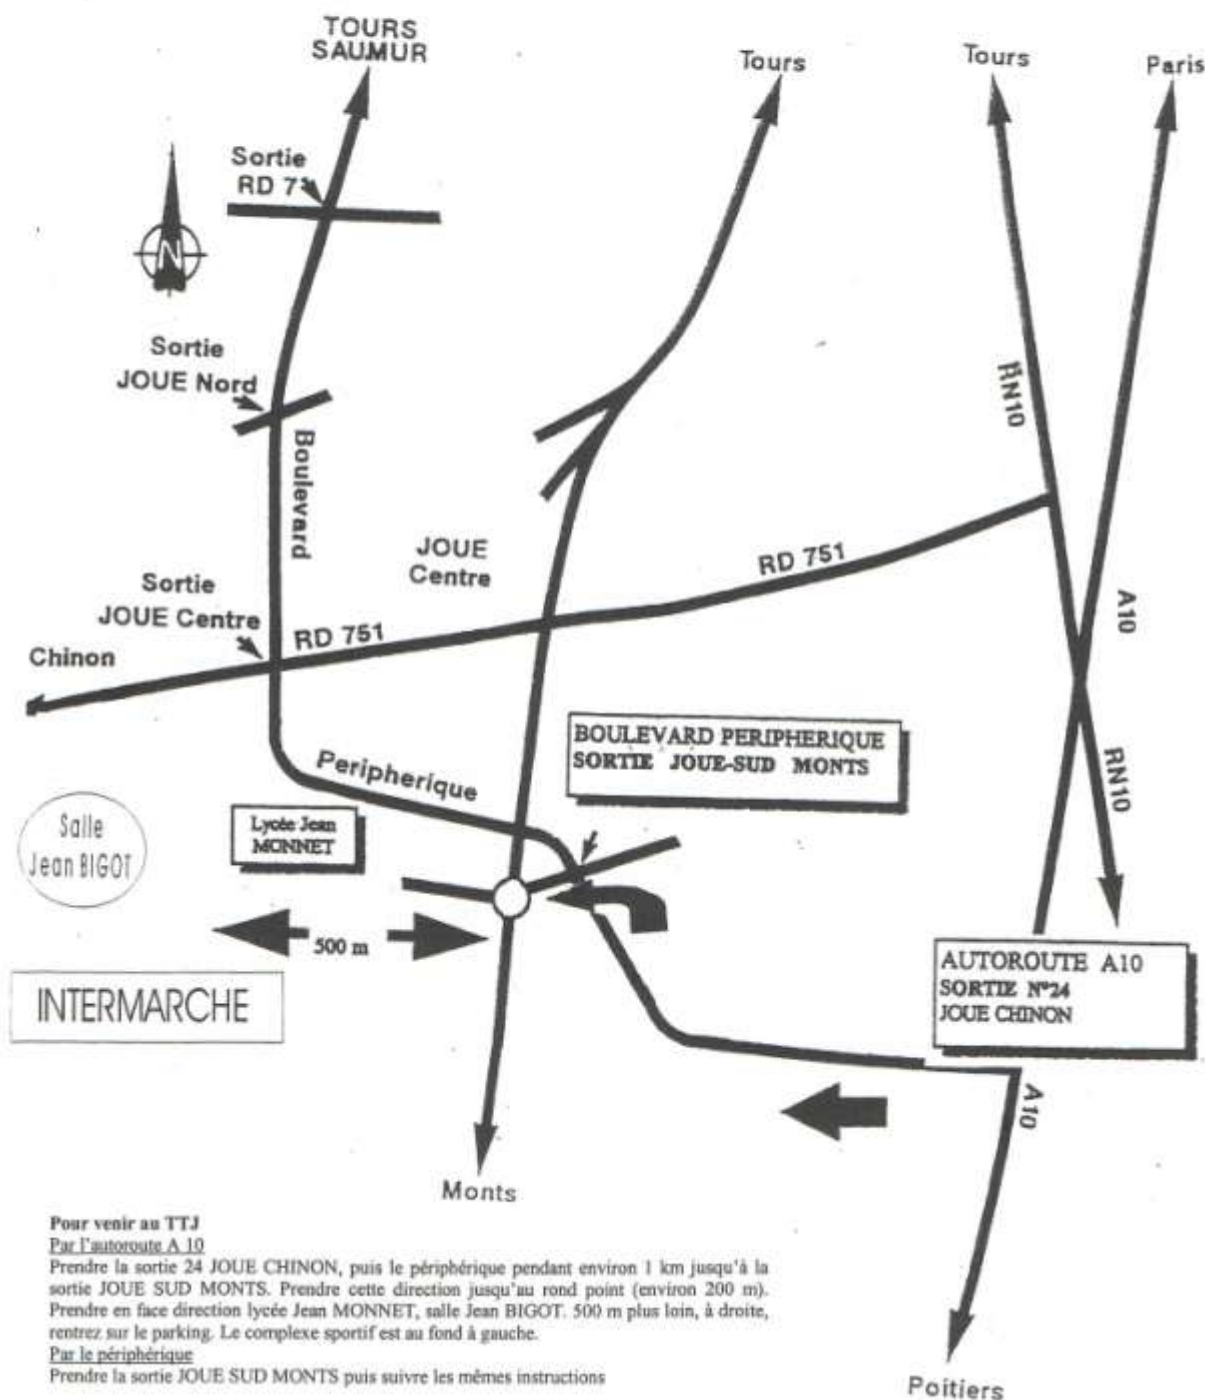 TOURS
SAUMUR
Tours
Tours
Paris
Sortie
RD 7
N
Sortie
JOUE Nord
RN10
Boulevard
JOUE
Centre
RD 751
Sortie
JOUE Centre
A10
RD 751
Chinon
BOULEVARD PERIPHERIQUE
SORTIE JOUE-SUD MONTS
Peripherique
RN10
Salle
Jean BIGOT
Lycée Jean
MONNET
500 m
AUTOROUTE A10
SORTIE N°24
JOUE CHINON
INTERMARCHE
A10
Monts
Pour venir au TTJ
Par l'autoroute A 10
Prendre la sortie 24 JOUE CHINON, puis le périphérique pendant environ 1 km jusqu'à la
sortie JOUE SUD MONTS. Prendre cette direction jusqu'au rond point (environ 200 m).
Prendre en face direction lycée Jean MONNET, salle Jean BIGOT. 500 m plus loin, à droite,
rentrez sur le parking. Le complexe sportif est au fond à gauche.
Par le périphérique
Prendre la sortie JOUE SUD MONTS puis suivre les mêmes instructions
Poitiers